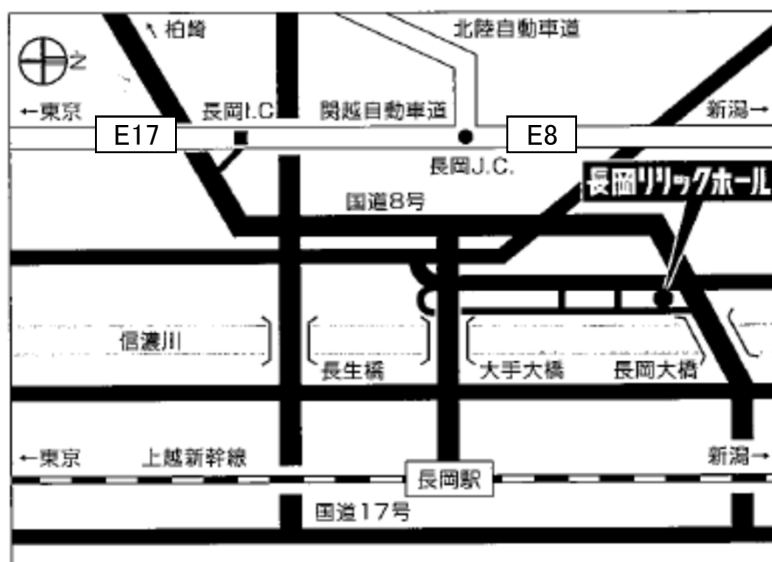 ↖柏崎
北陸自動車道
N
←東京
長岡I.C
関越自動車道
新潟→
E17
E8
長岡J.C.
長岡リリックホール
国道8号
信濃川
長生橋
大手大橋
長岡大橋
←東京
上越新幹線
新潟→
長岡駅
国道17号